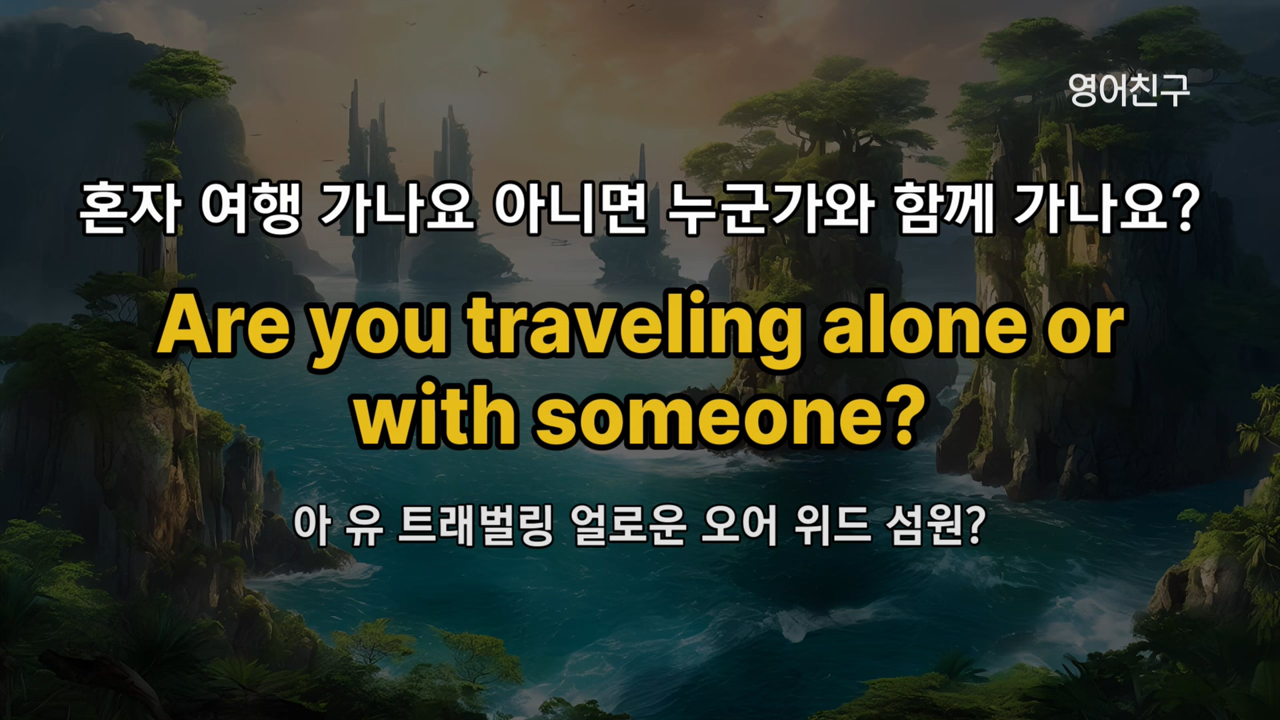 영어친구
혼자 여행 가나요 아니면 누군가와 함께 가나요?
Are you traveling alone or
with someone?
아 유 트래벌링 얼로운 오어 위드 섬원?